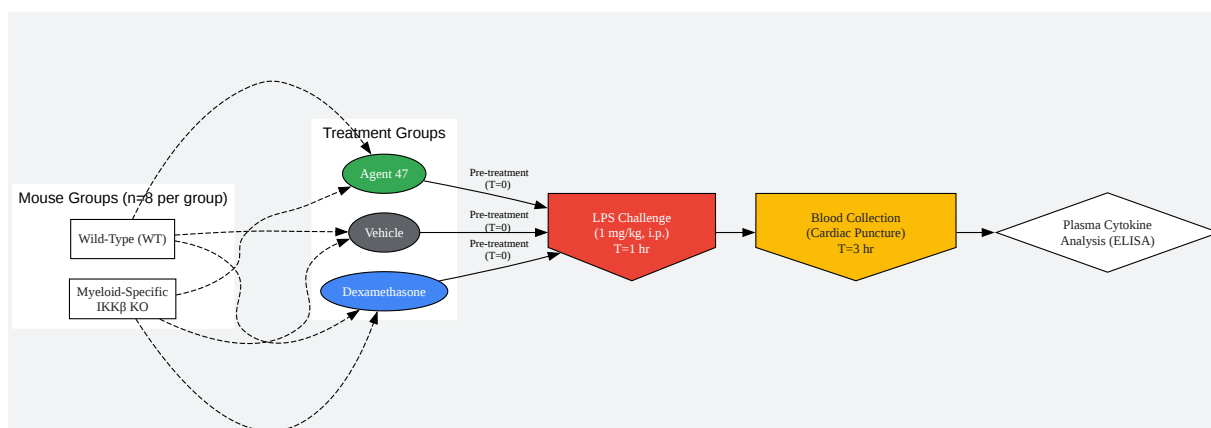 Mouse Groups (n=8 per group)
Wild-Type (WT)
Myeloid-Specific
IKKβ KO
Treatment Groups
Agent 47
Vehicle
Dexamethasone
Pre-treatment
(T=0)
Pre-treatment
(T=0)
Pre-treatment
(T=0)
LPS Challenge
(1 mg/kg, i.p.)
T=1 hr
Blood Collection
(Cardiac Puncture)
T=3 hr
Plasma Cytokine
Analysis (ELISA)